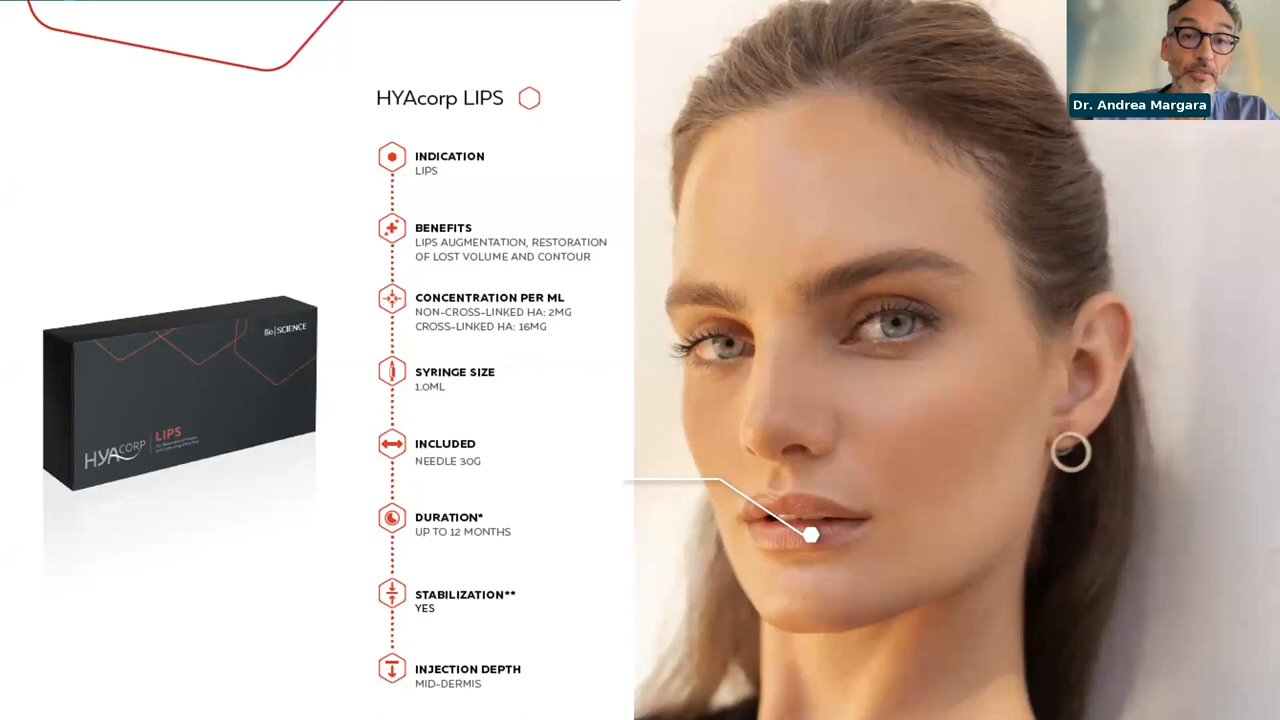 Dr. Andrea Margara
HYAcorp LIPS
INDICATION
LIPS
BENEFITS
LIPS AUGMENTATION, RESTORATION
OF LOST VOLUME AND CONTOUR
CONCENTRATION PER ML
NON-CROSS-LINKED HA: 2MG
CROSS-LINKED HA: 16MG
SYRINGE SIZE
1.0ML
INCLUDED
NEEDLE 30G
DURATION*
UP TO 12 MONTHS
STABILIZATION**
YES
INJECTION DEPTH
MID-DERMIS
Bio|SCIENCE
HYACORP | LIPS